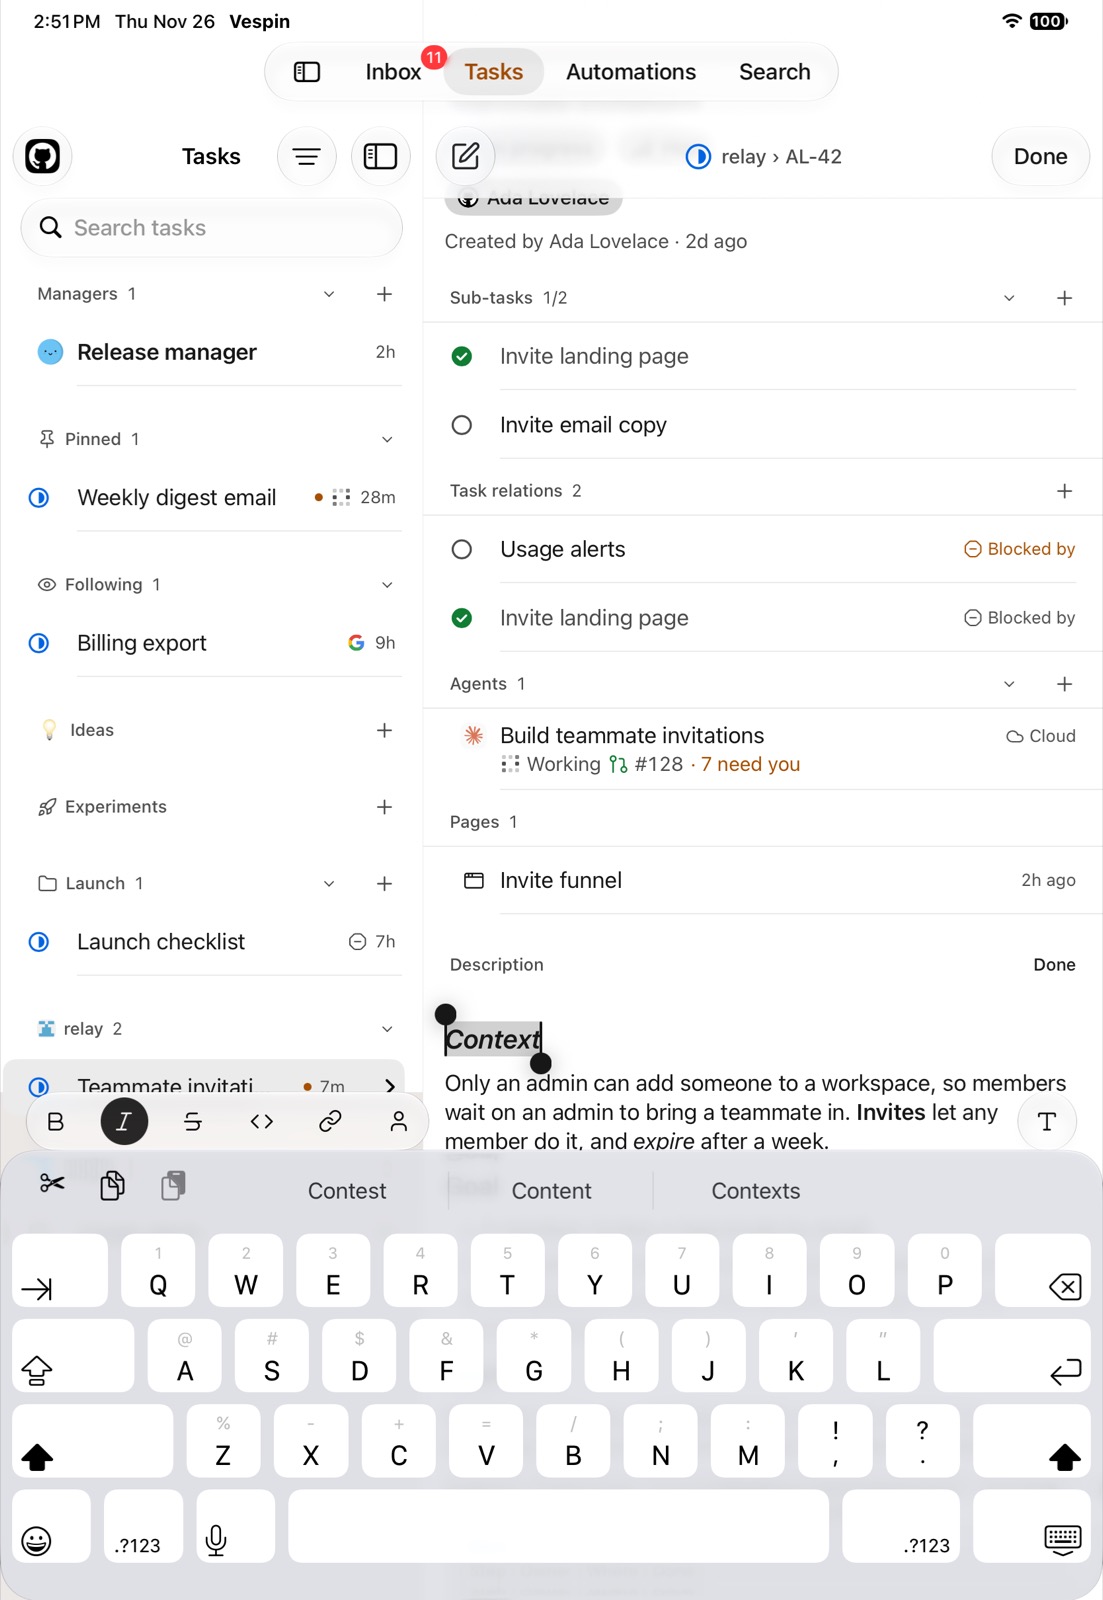 2:51 PM Thu Nov 26 Vespin
100
Inbox 11 Tasks Automations Search
Tasks
Search tasks
Managers 1
Release manager 2h
Pinned 1
Weekly digest email 28m
Following 1
Billing export 9h
Ideas
Experiments
Launch 1
Launch checklist 7h
relay 2
Teammate invitati 7m
relay › AL-42
Done
Ada Lovelace
Created by Ada Lovelace · 2d ago
Sub-tasks 1/2
Invite landing page
Invite email copy
Task relations 2
Usage alerts Blocked by
Invite landing page Blocked by
Agents 1
Build teammate invitations Cloud
Working #128 · 7 need you
Pages 1
Invite funnel 2h ago
Description Done
Context
Only an admin can add someone to a workspace, so members
wait on an admin to bring a teammate in. Invites let any
member do it, and expire after a week.
B I S <> T
Contest Content Contexts
1 2 3 4 5 6 7 8 9 0
Q W E R T Y U I O P
@ # $ & * ( ) ' "
A S D F G H J K L
% - + = / ; : ! ?
Z X C V B N M , .
.?123 .?123